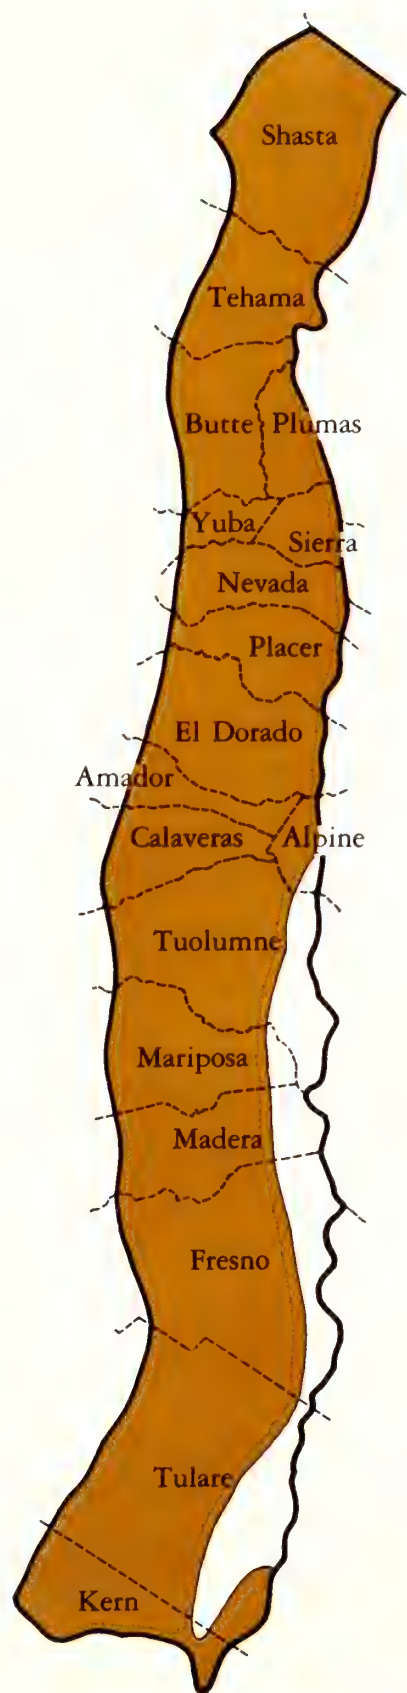 Shasta
Tehama
Butte
Plumas
Yuba
Sierra
Nevada
Placer
El Dorado
Amador
Calaveras
Alpine
Tuolumne
Mariposa
Madera
Fresno
Tulare
Kern